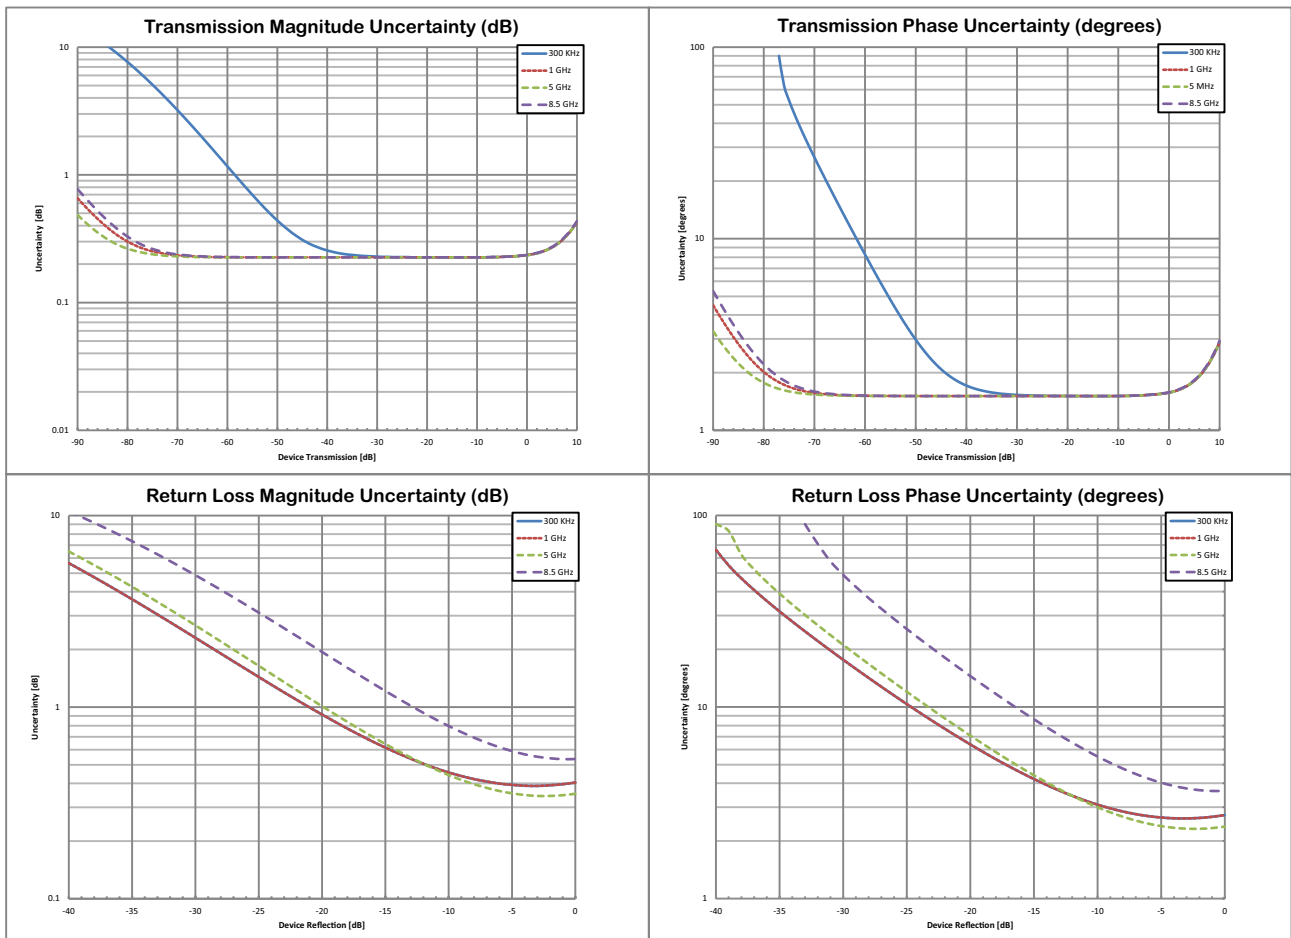 Transmission Magnitude Uncertainty (dB)
10
1
0.1
0.01
Uncertainty [dB]
300 KHz
1 GHz
5 GHz
8.5 GHz
-90 -80 -70 -60 -50 -40 -30 -20 -10 0 10
Device Transmission [dB]
Transmission Phase Uncertainty (degrees)
100
10
1
Uncertainty [degrees]
300 KHz
1 GHz
5 MHz
8.5 GHz
-90 -80 -70 -60 -50 -40 -30 -20 -10 0 10
Device Transmission [dB]
Return Loss Magnitude Uncertainty (dB)
10
1
0.1
Uncertainty [dB]
300 KHz
1 GHz
5 GHz
8.5 GHz
-40 -35 -30 -25 -20 -15 -10 -5 0
Device Reflection [dB]
Return Loss Phase Uncertainty (degrees)
100
10
1
Uncertainty [degrees]
300 KHz
1 GHz
5 GHz
8.5 GHz
-40 -35 -30 -25 -20 -15 -10 -5 0
Device Reflection [dB]